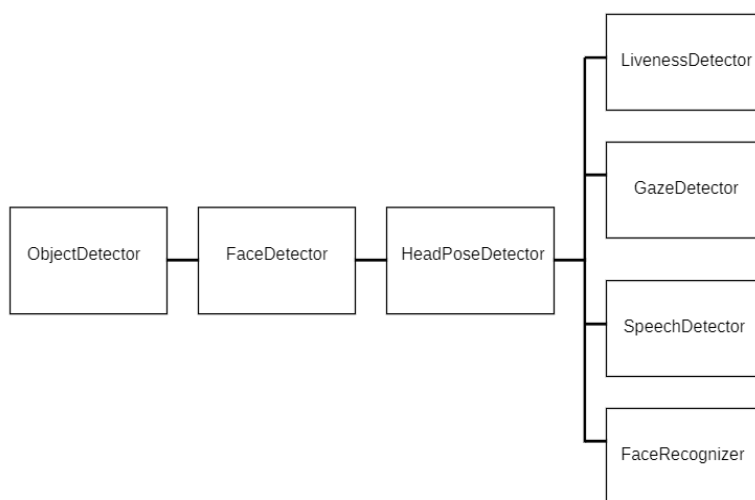 LivenessDetector
GazeDetector
ObjectDetector
FaceDetector
HeadPoseDetector
SpeechDetector
FaceRecognizer